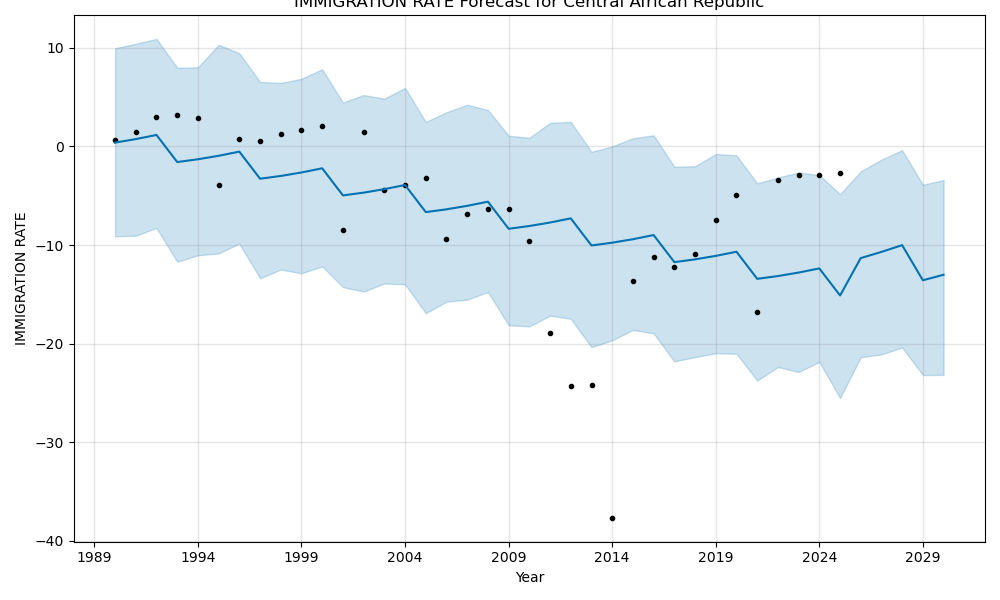 IMMIGRATION RATE Forecast for Central African Republic
10
0
−10
−20
−30
−40
IMMIGRATION RATE
1989 1994 1999 2004 2009 2014 2019 2024 2029
Year